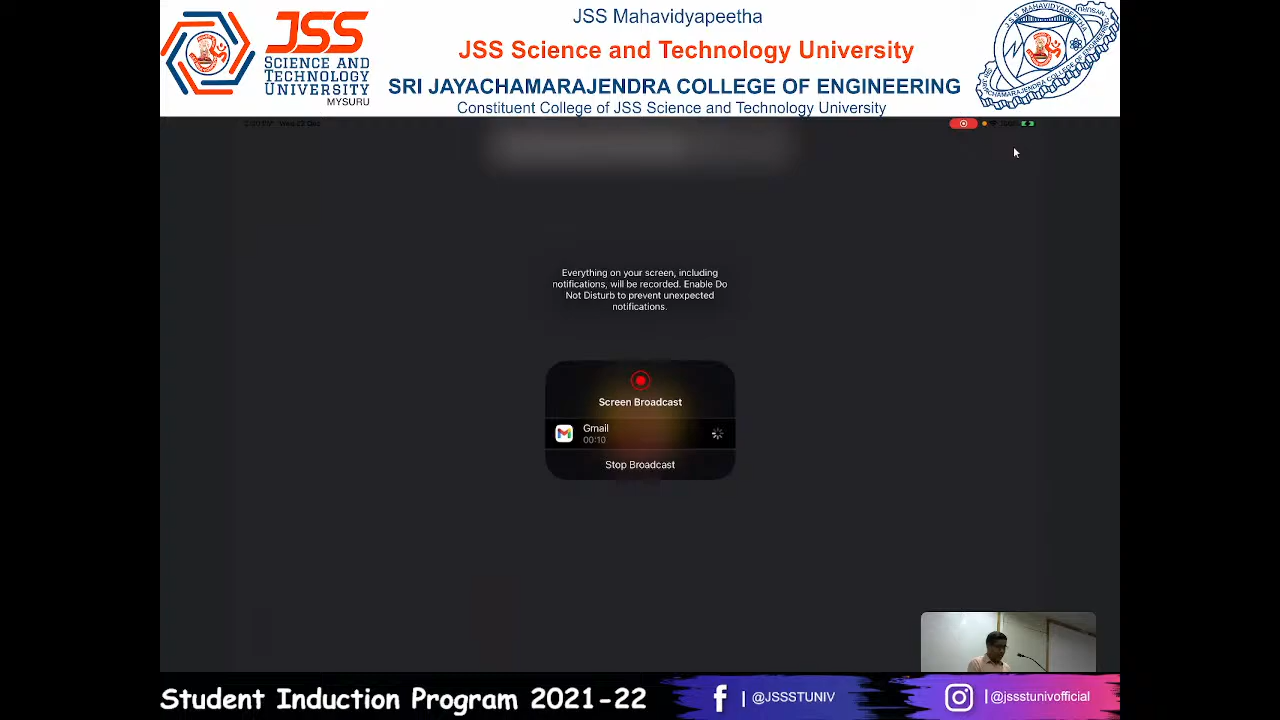 JSS Mahavidyapeetha
JSS Science and Technology University
SRI JAYACHAMARAJENDRA COLLEGE OF ENGINEERING
Constituent College of JSS Science and Technology University
JSS
SCIENCE AND
TECHNOLOGY
UNIVERSITY
MYSURU
Everything on your screen, including
notifications, will be recorded. Enable Do
Not Disturb to prevent unexpected
notifications.
Screen Broadcast
Gmail
00:10
Stop Broadcast
Student Induction Program 2021-22
| @JSSSTUNIV
| @jssstunivofficial